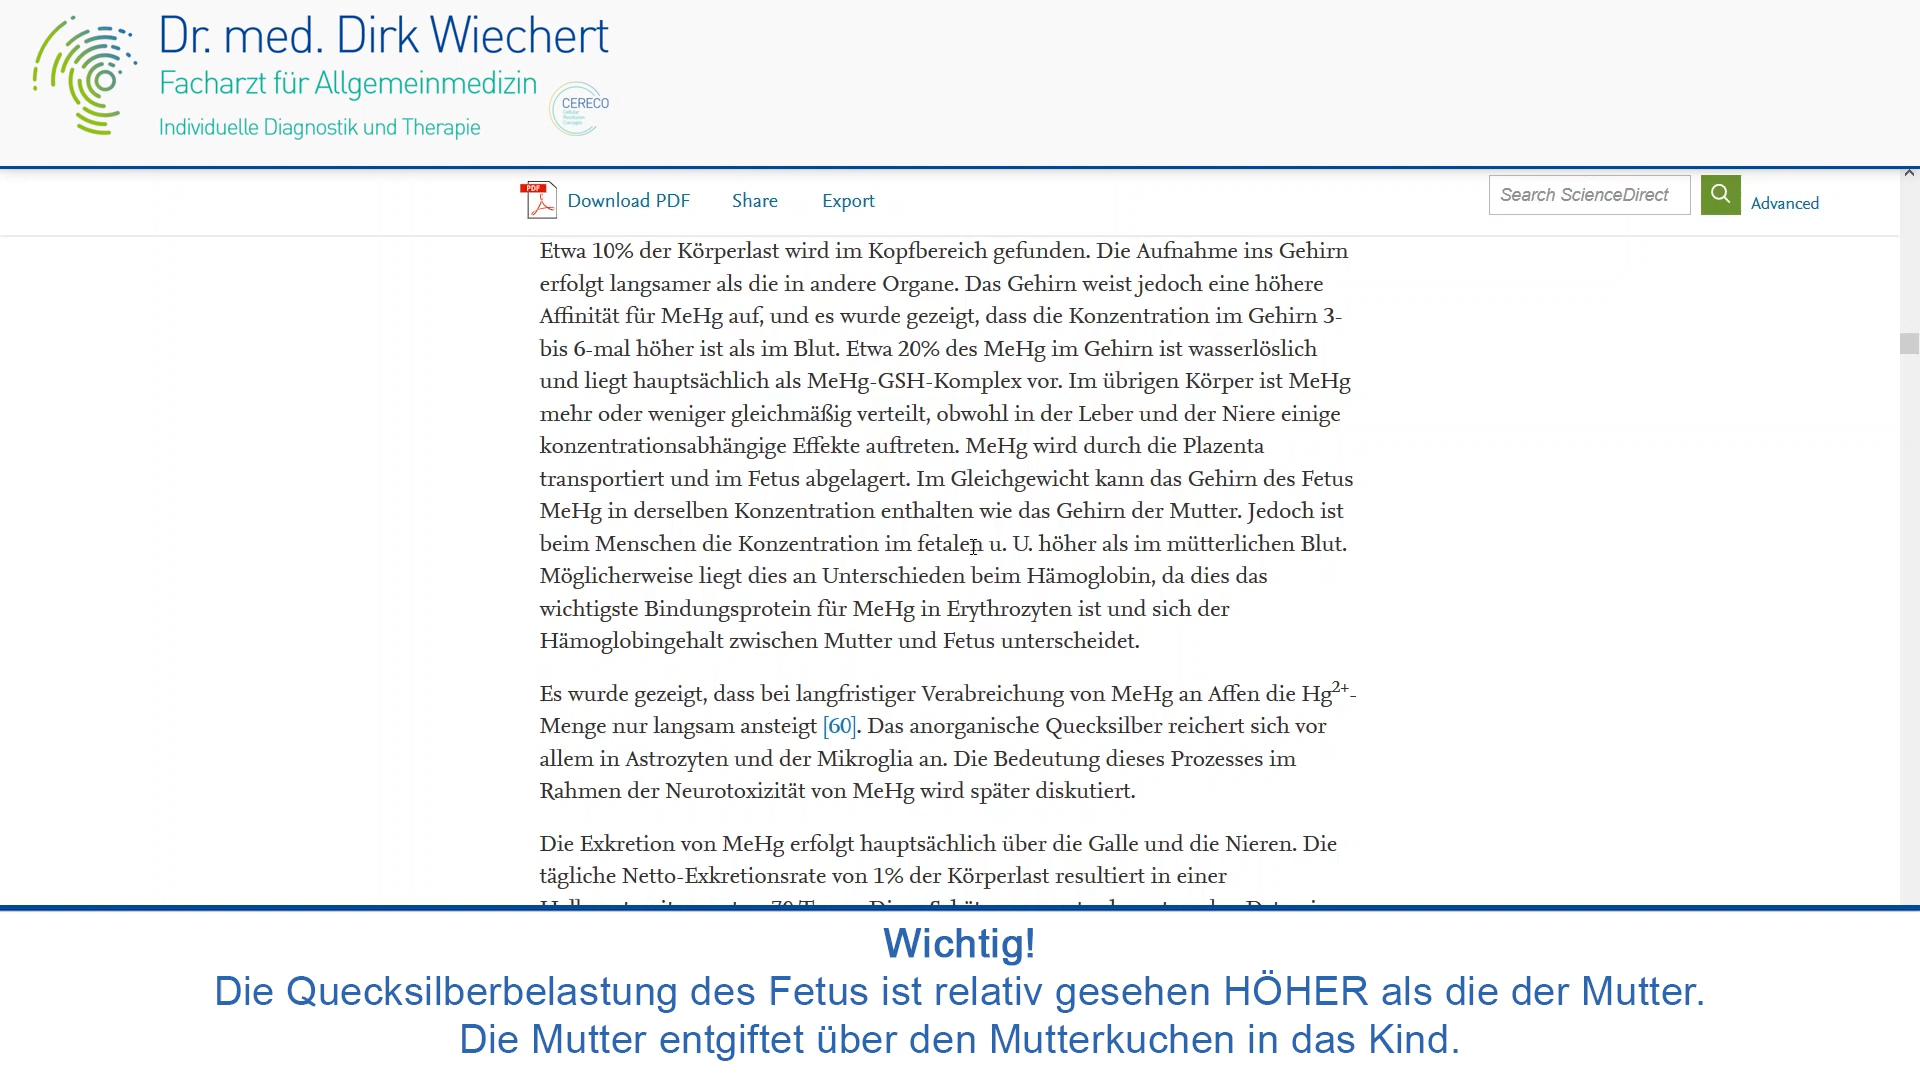 Dr. med. Dirk Wiechert
Facharzt für Allgemeinmedizin
CERECO
Individuelle Diagnostik und Therapie
Download PDF
Share
Export
Search ScienceDirect
Advanced
Etwa 10% der Körperlast wird im Kopfbereich gefunden. Die Aufnahme ins Gehirn
erfolgt langsamer als die in andere Organe. Das Gehirn weist jedoch eine höhere
Affinität für MeHg auf, und es wurde gezeigt, dass die Konzentration im Gehirn 3-
bis 6-mal höher ist als im Blut. Etwa 20% des MeHg im Gehirn ist wasserlöslich
und liegt hauptsächlich als MeHg-GSH-Komplex vor. Im übrigen Körper ist MeHg
mehr oder weniger gleichmäßig verteilt, obwohl in der Leber und der Niere einige
konzentrationsabhängige Effekte auftreten. MeHg wird durch die Plazenta
transportiert und im Fetus abgelagert. Im Gleichgewicht kann das Gehirn des Fetus
MeHg in derselben Konzentration enthalten wie das Gehirn der Mutter. Jedoch ist
beim Menschen die Konzentration im fetalen u. U. höher als im mütterlichen Blut.
Möglicherweise liegt dies an Unterschieden beim Hämoglobin, da dies das
wichtigste Bindungsprotein für MeHg in Erythrozyten ist und sich der
Hämoglobingehalt zwischen Mutter und Fetus unterscheidet.
Es wurde gezeigt, dass bei langfristiger Verabreichung von MeHg an Affen die Hg²⁺-
Menge nur langsam ansteigt [60]. Das anorganische Quecksilber reichert sich vor
allem in Astrozyten und der Mikroglia an. Die Bedeutung dieses Prozesses im
Rahmen der Neurotoxizität von MeHg wird später diskutiert.
Die Exkretion von MeHg erfolgt hauptsächlich über die Galle und die Nieren. Die
tägliche Netto-Exkretionsrate von 1% der Körperlast resultiert in einer
Wichtig!
Die Quecksilberbelastung des Fetus ist relativ gesehen HÖHER als die der Mutter.
Die Mutter entgiftet über den Mutterkuchen in das Kind.